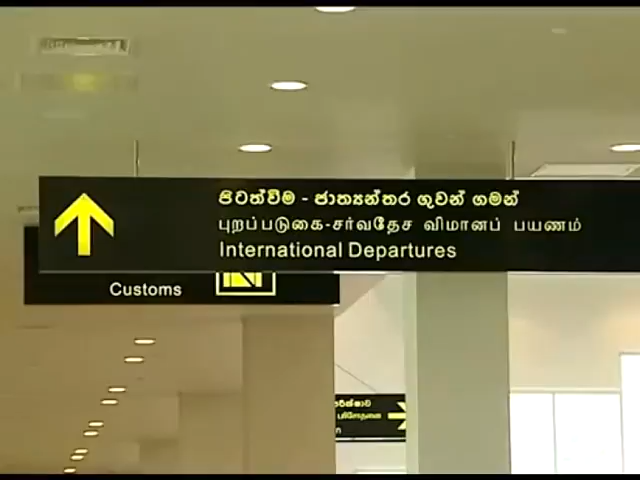 පිටත්වීම - ජාත්‍යන්තර ගුවන් ගමන්
புறப்படுகை-சர்வதேச விமானப் பயணம்
International Departures
Customs